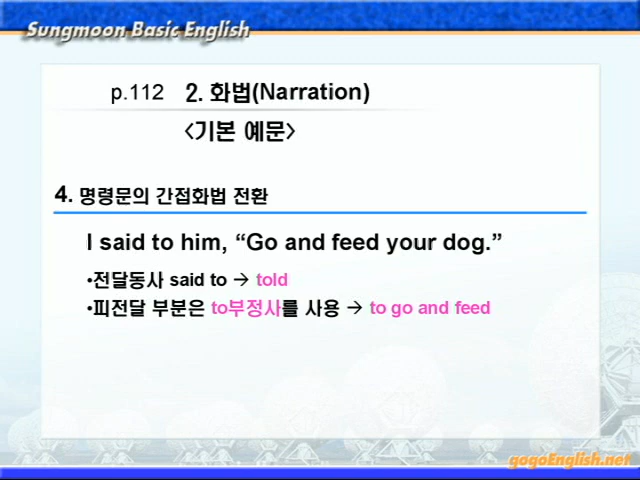 Sungmoon Basic English
p.112 2. 화법(Narration)
<기본 예문>
4. 명령문의 간접화법 전환
I said to him, “Go and feed your dog.”
•전달동사 said to → told
•피전달 부분은 to부정사를 사용 → to go and feed
gogoEnglish.net